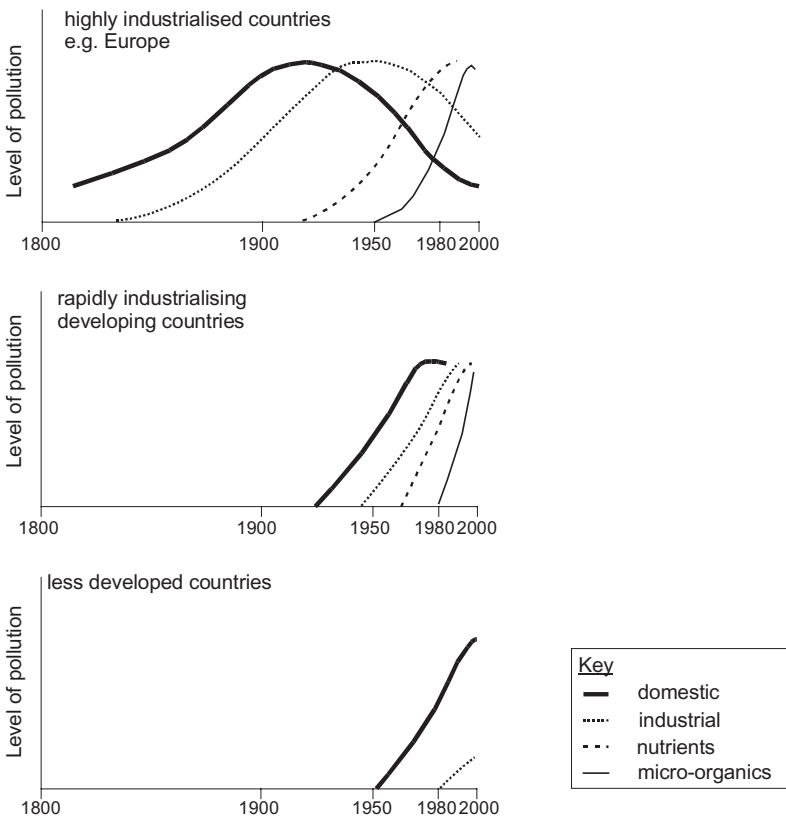 highly industrialised countries
e.g. Europe
Level of pollution
1800 1900 1950 1980 2000
rapidly industrialising
developing countries
Level of pollution
1800 1900 1950 1980 2000
less developed countries
Level of pollution
1800 1900 1950 1980 2000
Key
domestic
industrial
nutrients
micro-organics